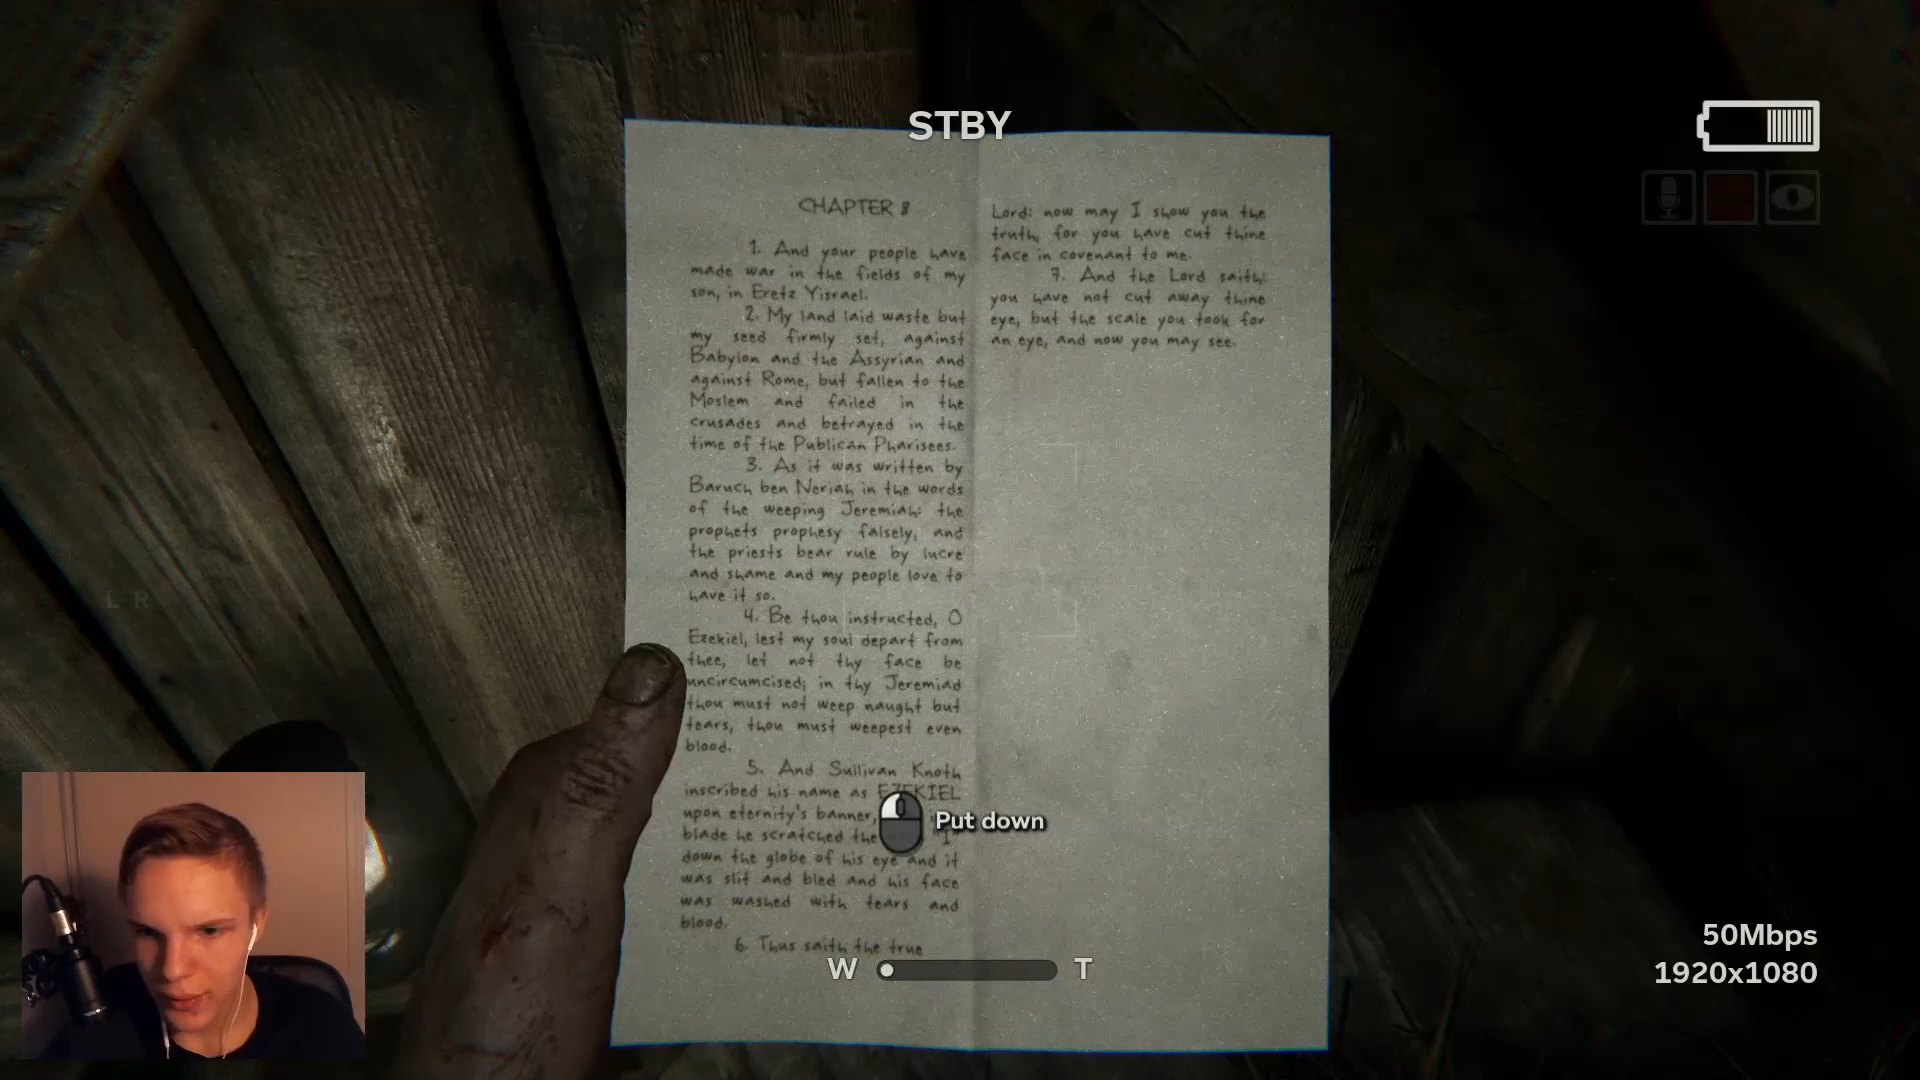 STBY
CHAPTER 8
1. And your people have
made war in the fields of my
son, in Eretz Yisrael.
2. My land laid waste but
my seed firmly set, against
Babylon and the Assyrian and
against Rome, but fallen to the
Moslem and failed in the
crusades and betrayed in the
time of the Publican Pharisees.
3. As it was written by
Baruch ben Neriah in the words
of the weeping Jeremiah: the
prophets prophesy falsely, and
the priests bear rule by lucre
and shame and my people love to
have it so.
4. Be thou instructed, O
Ezekiel, lest my soul depart from
thee, let not thy face be
uncircumcised; in thy Jeremiad
thou must not weep naught but
tears, thou must weepest even
blood.
5. And Sullivan Knoth
inscribed his name as EZEKIEL
upon eternity's banner,
blade he scratched the "I"
down the globe of his eye and it
was slit and bled and his face
was washed with tears and
blood.
6. Thus saith the true
Lord: now may I show you the
truth, for you have cut thine
face in covenant to me.
7. And the Lord saith:
you have not cut away thine
eye, but the scale you took for
an eye, and now you may see.
Put down
L R
W T
50Mbps
1920x1080